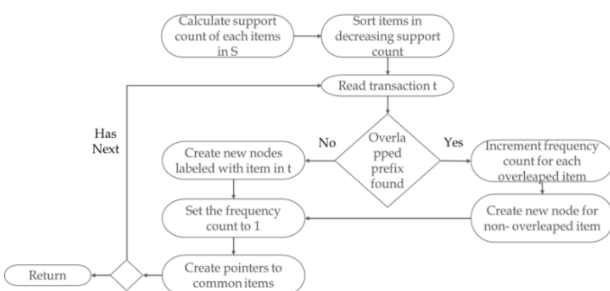 Calculate support
count of each items
in S
Sort items in
decreasing support
count
Read transaction t
Has
Next
No
Overla
pped
prefix
found
Yes
Create new nodes
labeled with item in t
Increment frequency
count for each
overleaped item
Set the frequency
count to 1
Create new node for
non- overleaped item
Return
Create pointers to
common items